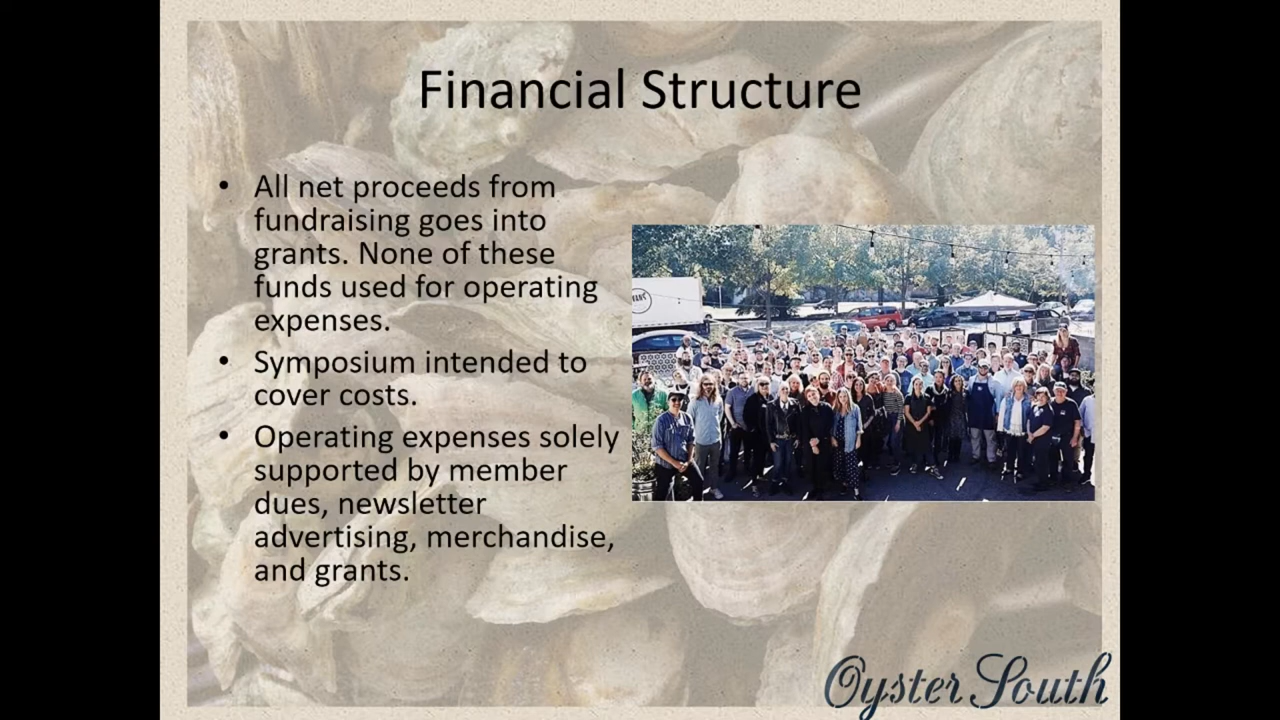 Financial Structure
• All net proceeds from
fundraising goes into
grants. None of these
funds used for operating
expenses.
• Symposium intended to
cover costs.
• Operating expenses solely
supported by member
dues, newsletter
advertising, merchandise,
and grants.
Oyster South